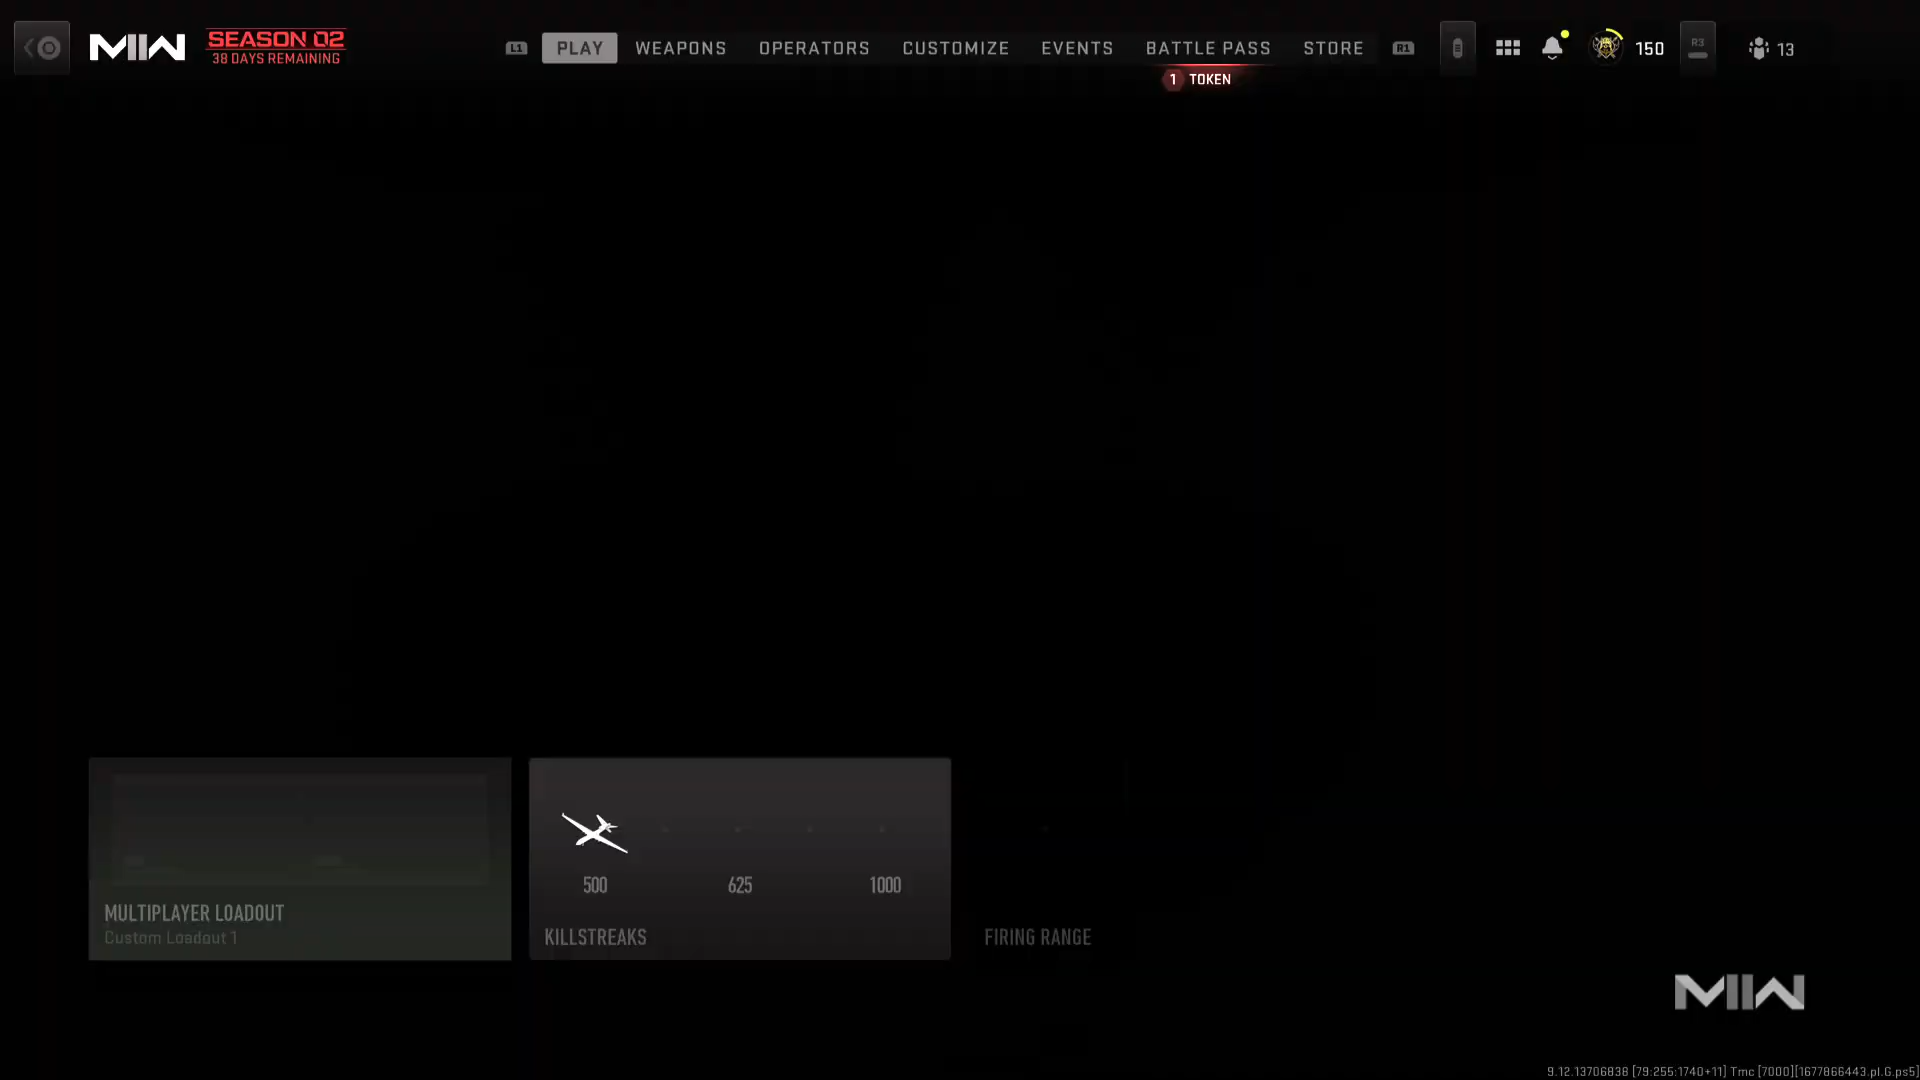 MWII
SEASON 02
38 DAYS REMAINING
L1
PLAY
WEAPONS
OPERATORS
CUSTOMIZE
EVENTS
BATTLE PASS
STORE
R1
150
R3
13
1 TOKEN
500
625
1000
MULTIPLAYER LOADOUT
Custom Loadout 1
KILLSTREAKS
FIRING RANGE
MWII
9.12.13706838 [79:255:1740+11] Tmc [7000][1677866443.pl.G.ps5]